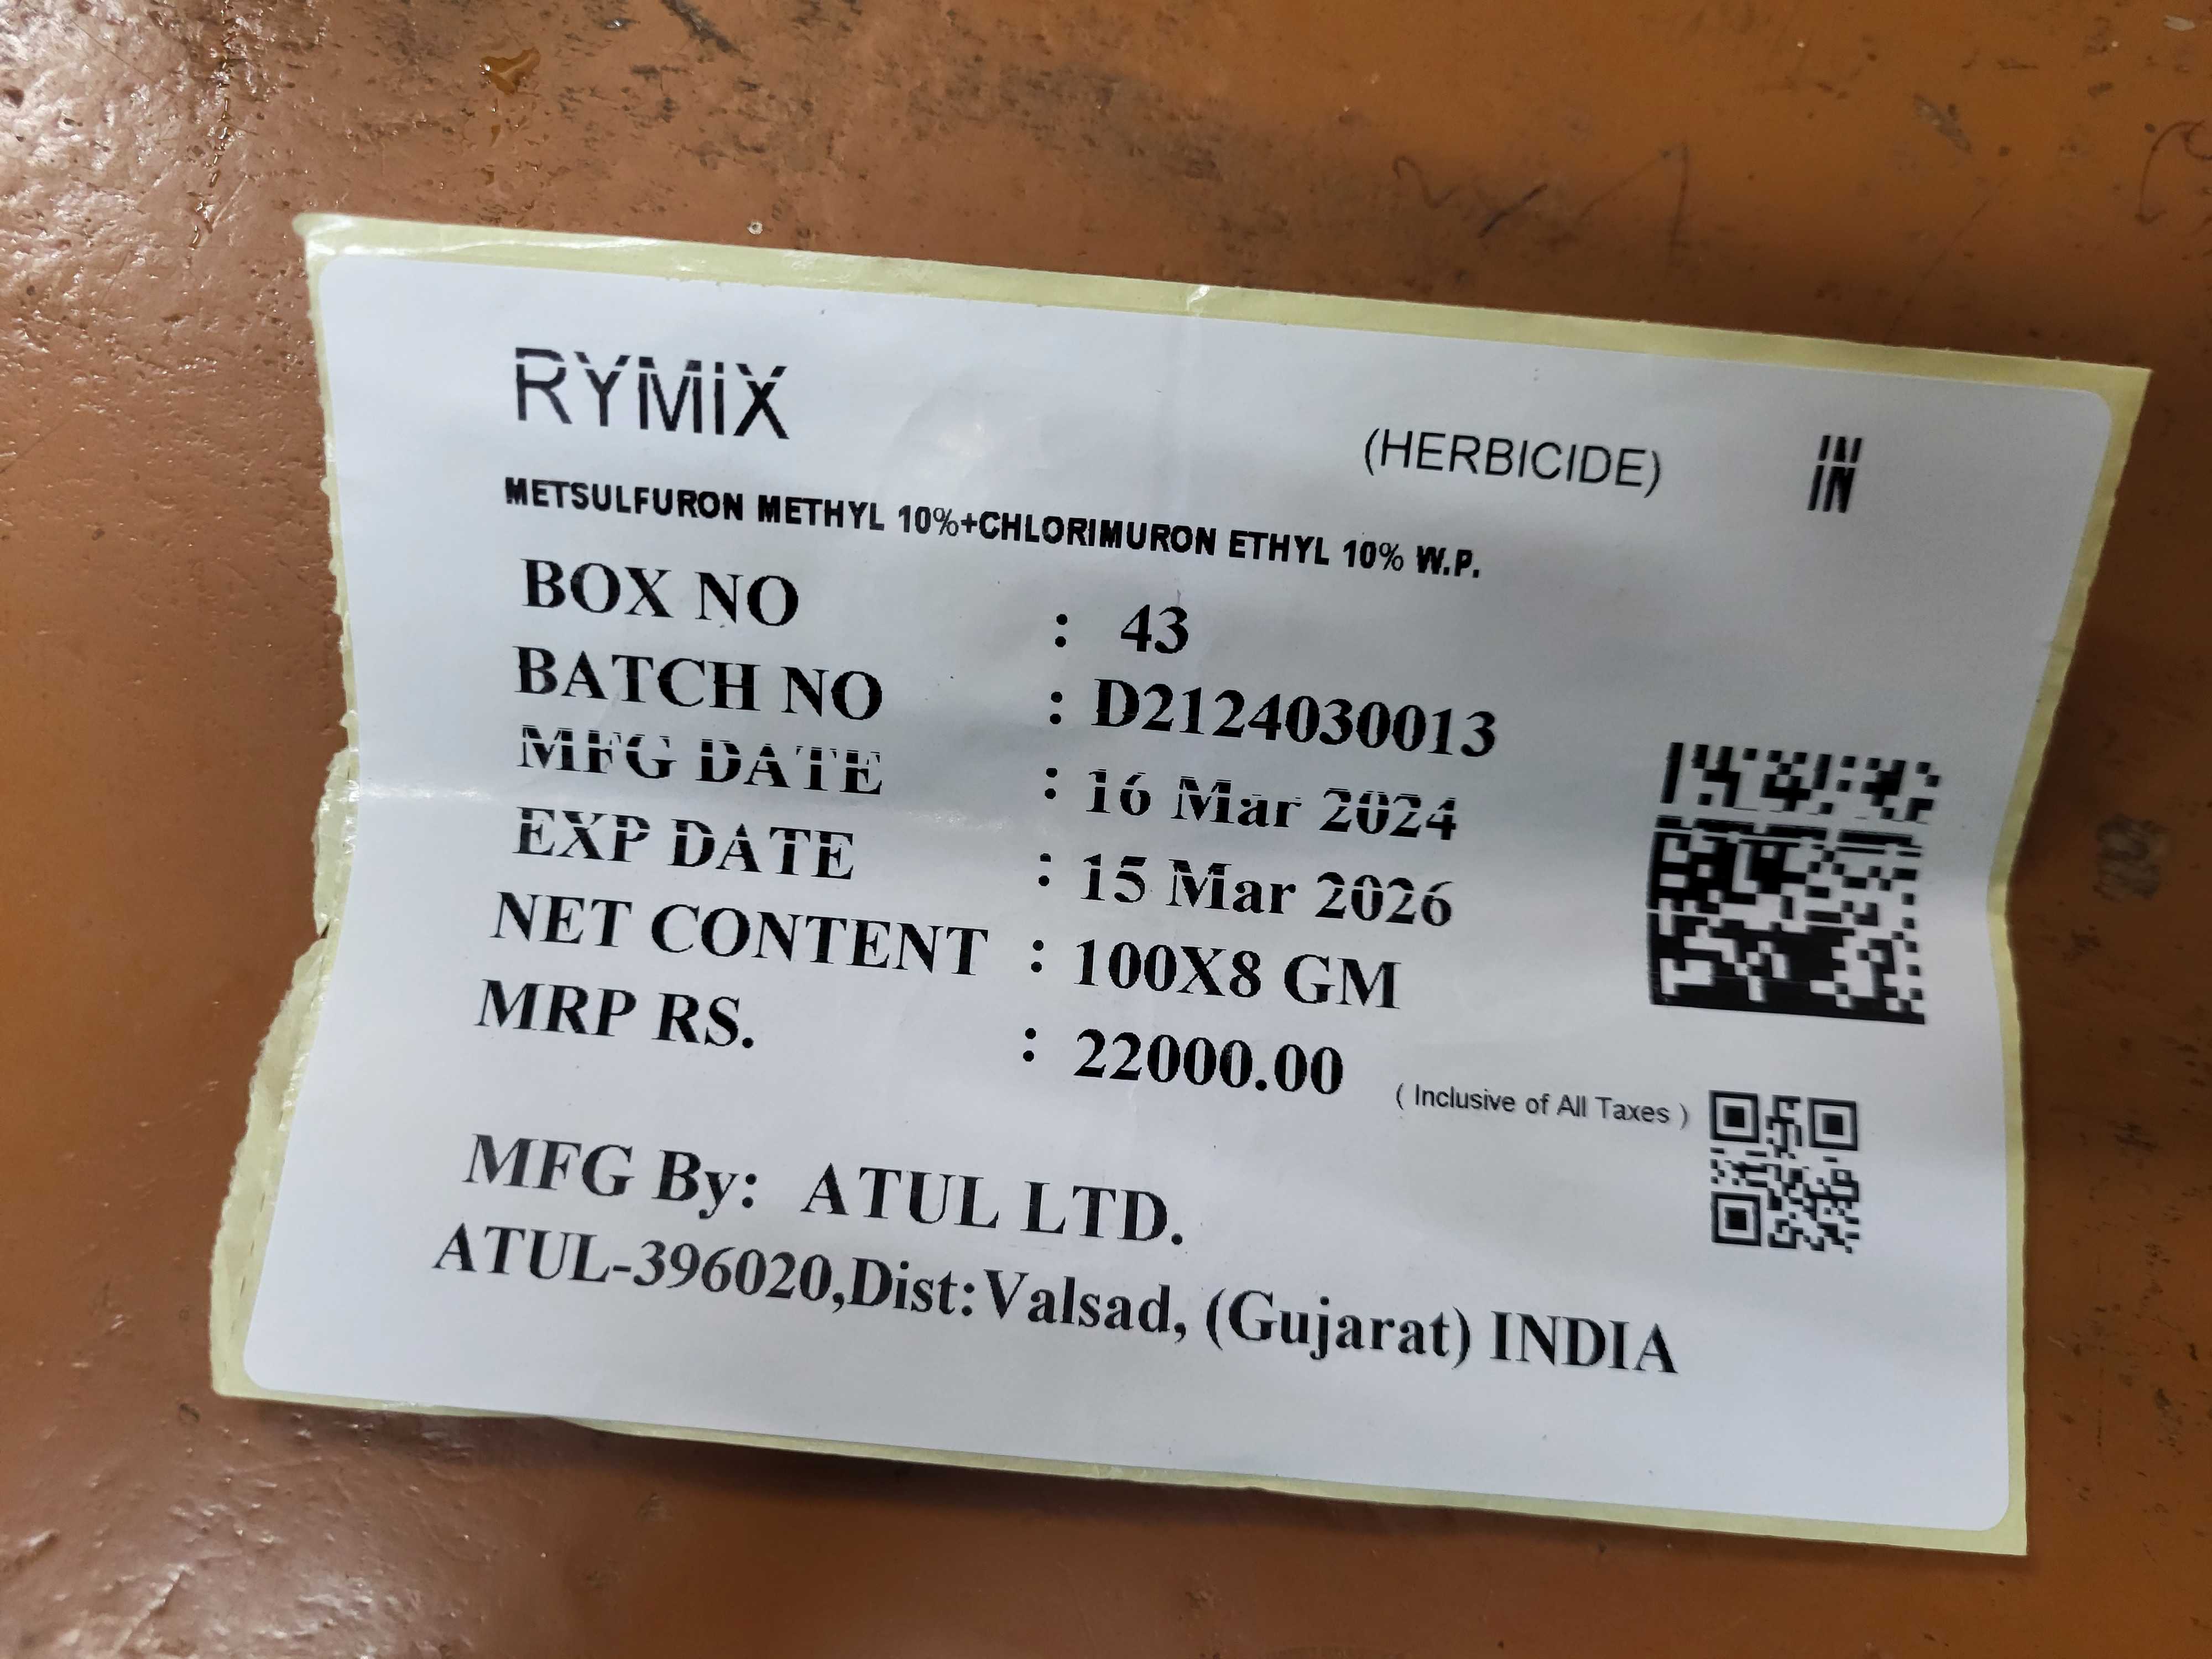 RYMIX
(HERBICIDE) IN
METSULFURON METHYL 10%+CHLORIMURON ETHYL 10% W.P.
BOX NO : 43
BATCH NO : D2124030013
MFG DATE : 16 Mar 2024
EXP DATE : 15 Mar 2026
NET CONTENT : 100X8 GM
MRP RS. : 22000.00 ( Inclusive of All Taxes )
MFG By: ATUL LTD.
ATUL-396020,Dist:Valsad, (Gujarat) INDIA